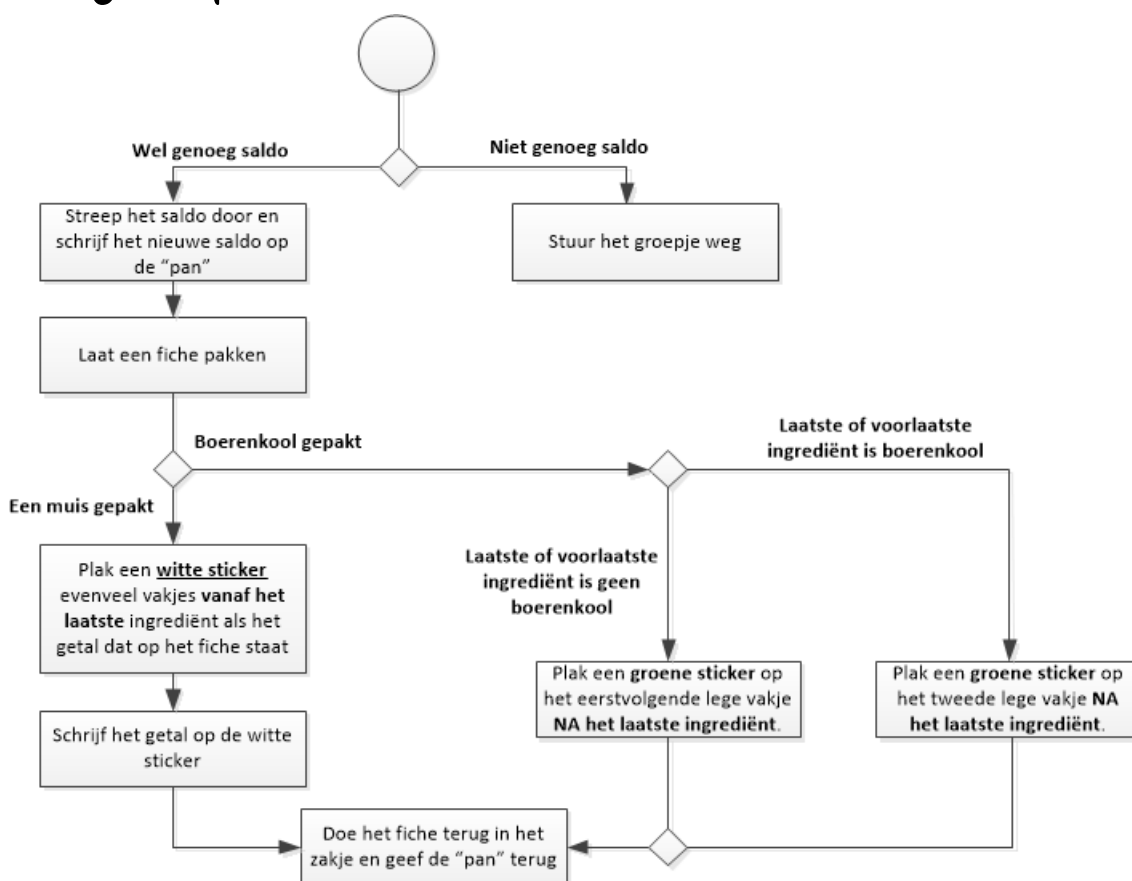 Wel genoeg saldo
Niet genoeg saldo
Streep het saldo door en
schrijf het nieuwe saldo op
de “pan”
Stuur het groepje weg
Laat een fiche pakken
Boerenkool gepakt
Laatste of voorlaatste
ingrediënt is boerenkool
Een muis gepakt
Plak een witte sticker
evenveel vakjes vanaf het
laatste ingrediënt als het
getal dat op het fiche staat
Laatste of voorlaatste
ingrediënt is geen
boerenkool
Plak een groene sticker op
het eerstvolgende lege vakje
NA het laatste ingrediënt.
Plak een groene sticker op
het tweede lege vakje NA
het laatste ingrediënt.
Schrijf het getal op de witte
sticker
Doe het fiche terug in het
zakje en geef de “pan” terug